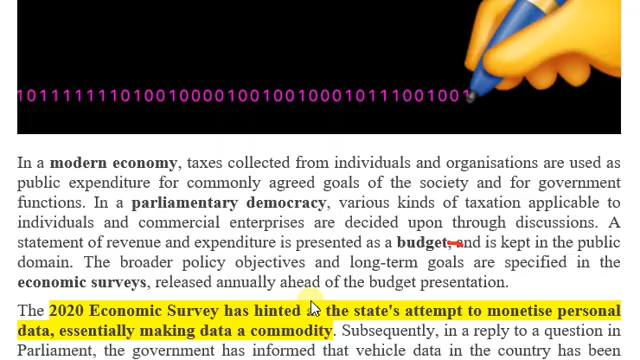 101111111010010000100100100010111001001
In a modern economy, taxes collected from individuals and organisations are used as
public expenditure for commonly agreed goals of the society and for government
functions. In a parliamentary democracy, various kinds of taxation applicable to
individuals and commercial enterprises are decided upon through discussions. A
statement of revenue and expenditure is presented as a budget, and is kept in the public
domain. The broader policy objectives and long-term goals are specified in the
economic surveys, released annually ahead of the budget presentation.
The 2020 Economic Survey has hinted at the state's attempt to monetise personal
data, essentially making data a commodity. Subsequently, in a reply to a question in
Parliament, the government has informed that vehicle data in the country has been